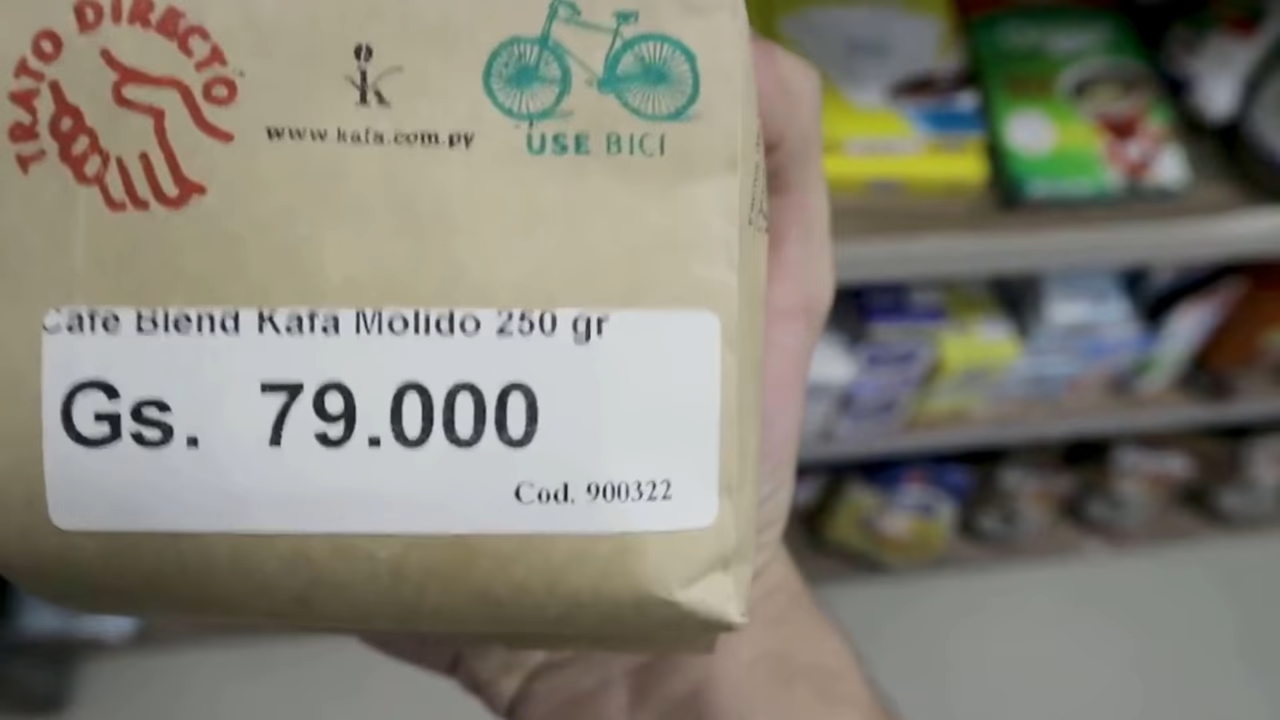 TRATO DIRECTO
www.kafa.com.py
USE BICI
Cafe Blend Kafa Molido 250 gr
Gs. 79.000
Cod. 900322